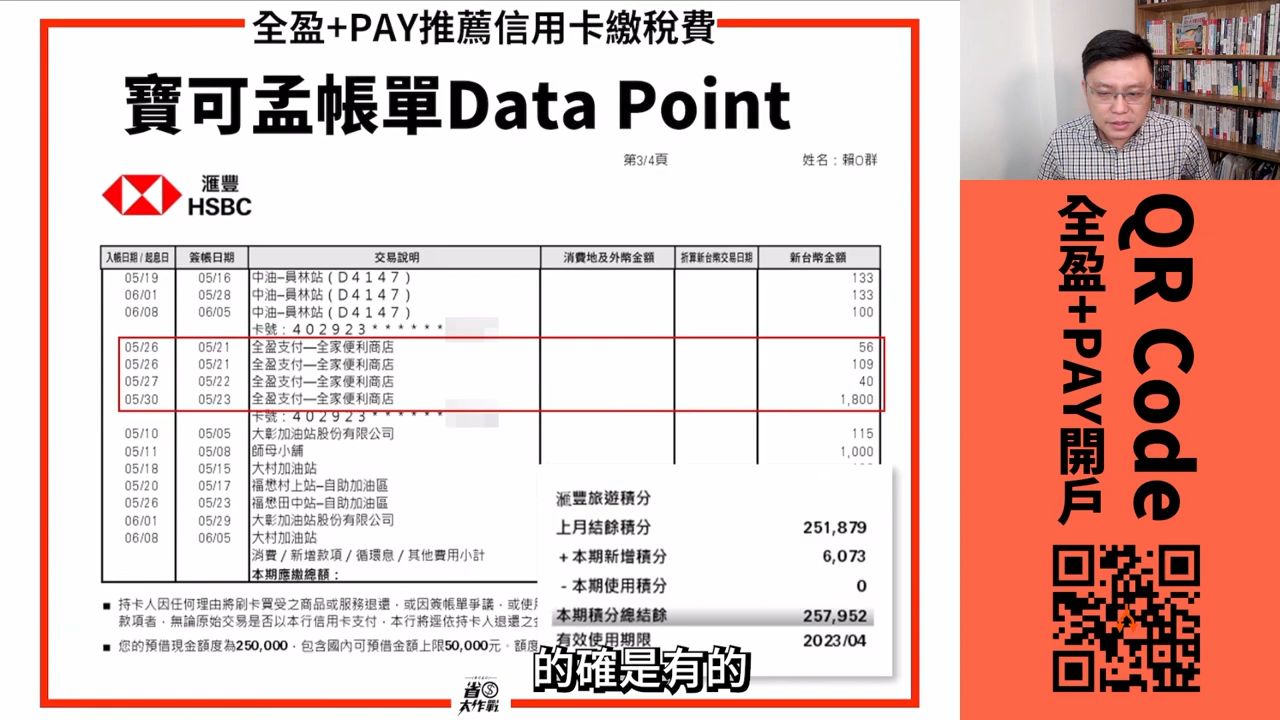 全盈+PAY推薦信用卡繳稅費
寶可孟帳單Data Point
第3/4頁 姓名：賴O群
滙豐
HSBC
入帳日期/起息日 簽帳日期 交易說明 消費地及外幣金額 折算新台幣交易日期 新台幣金額
05/19 05/16 中油—員林站(D4147) 133
06/01 05/28 中油—員林站(D4147) 133
06/08 06/05 中油—員林站(D4147) 100
卡號：402923******
05/26 05/21 全盈支付—全家便利商店 56
05/26 05/21 全盈支付—全家便利商店 109
05/27 05/22 全盈支付—全家便利商店 40
05/30 05/23 全盈支付—全家便利商店 1,800
卡號：402923******
05/10 05/05 大彰加油站股份有限公司 115
05/11 05/08 師母小舖 1,000
05/18 05/15 大村加油站
05/20 05/17 福懋村上站—自助加油區
05/26 05/23 福懋田中站—自助加油區
06/01 05/29 大彰加油站股份有限公司
06/08 06/05 大村加油站
消費/新增款項/循環息/其他費用小計
本期應繳總額：
■ 持卡人因任何理由將刷卡買受之商品或服務退還，或因簽帳單爭議，或使用
款項者，無論原始交易是否以本行信用卡支付，本行將逕依持卡人退還之
■ 您的預借現金額度為250,000，包含國內可預借金額上限50,000元。額度
滙豐旅遊積分
上月結餘積分 251,879
+本期新增積分 6,073
-本期使用積分 0
本期積分總結餘 257,952
有效使用期限 2023/04
的確是有的
省$
大作戰
QR Code
全盈+PAY開戶